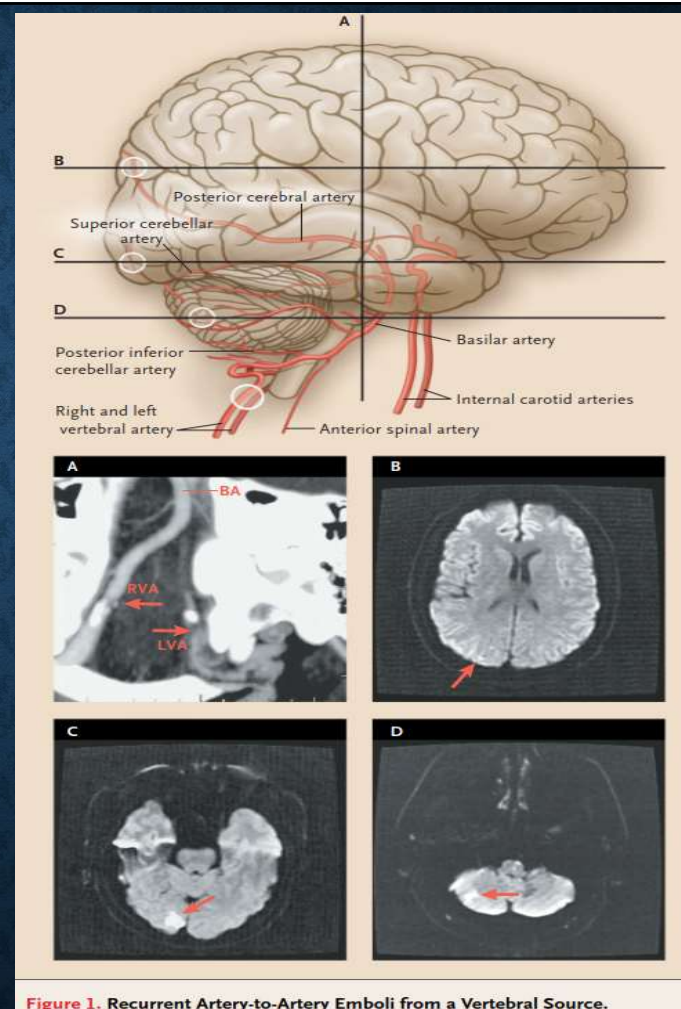 A
B
Posterior cerebral artery
Superior cerebellar
artery
C
D
Basilar artery
Posterior inferior
cerebellar artery
Internal carotid arteries
Right and left
vertebral artery
Anterior spinal artery
A
BA
RVA
LVA
B
C
D
Figure 1. Recurrent Artery-to-Artery Emboli from a Vertebral Source.